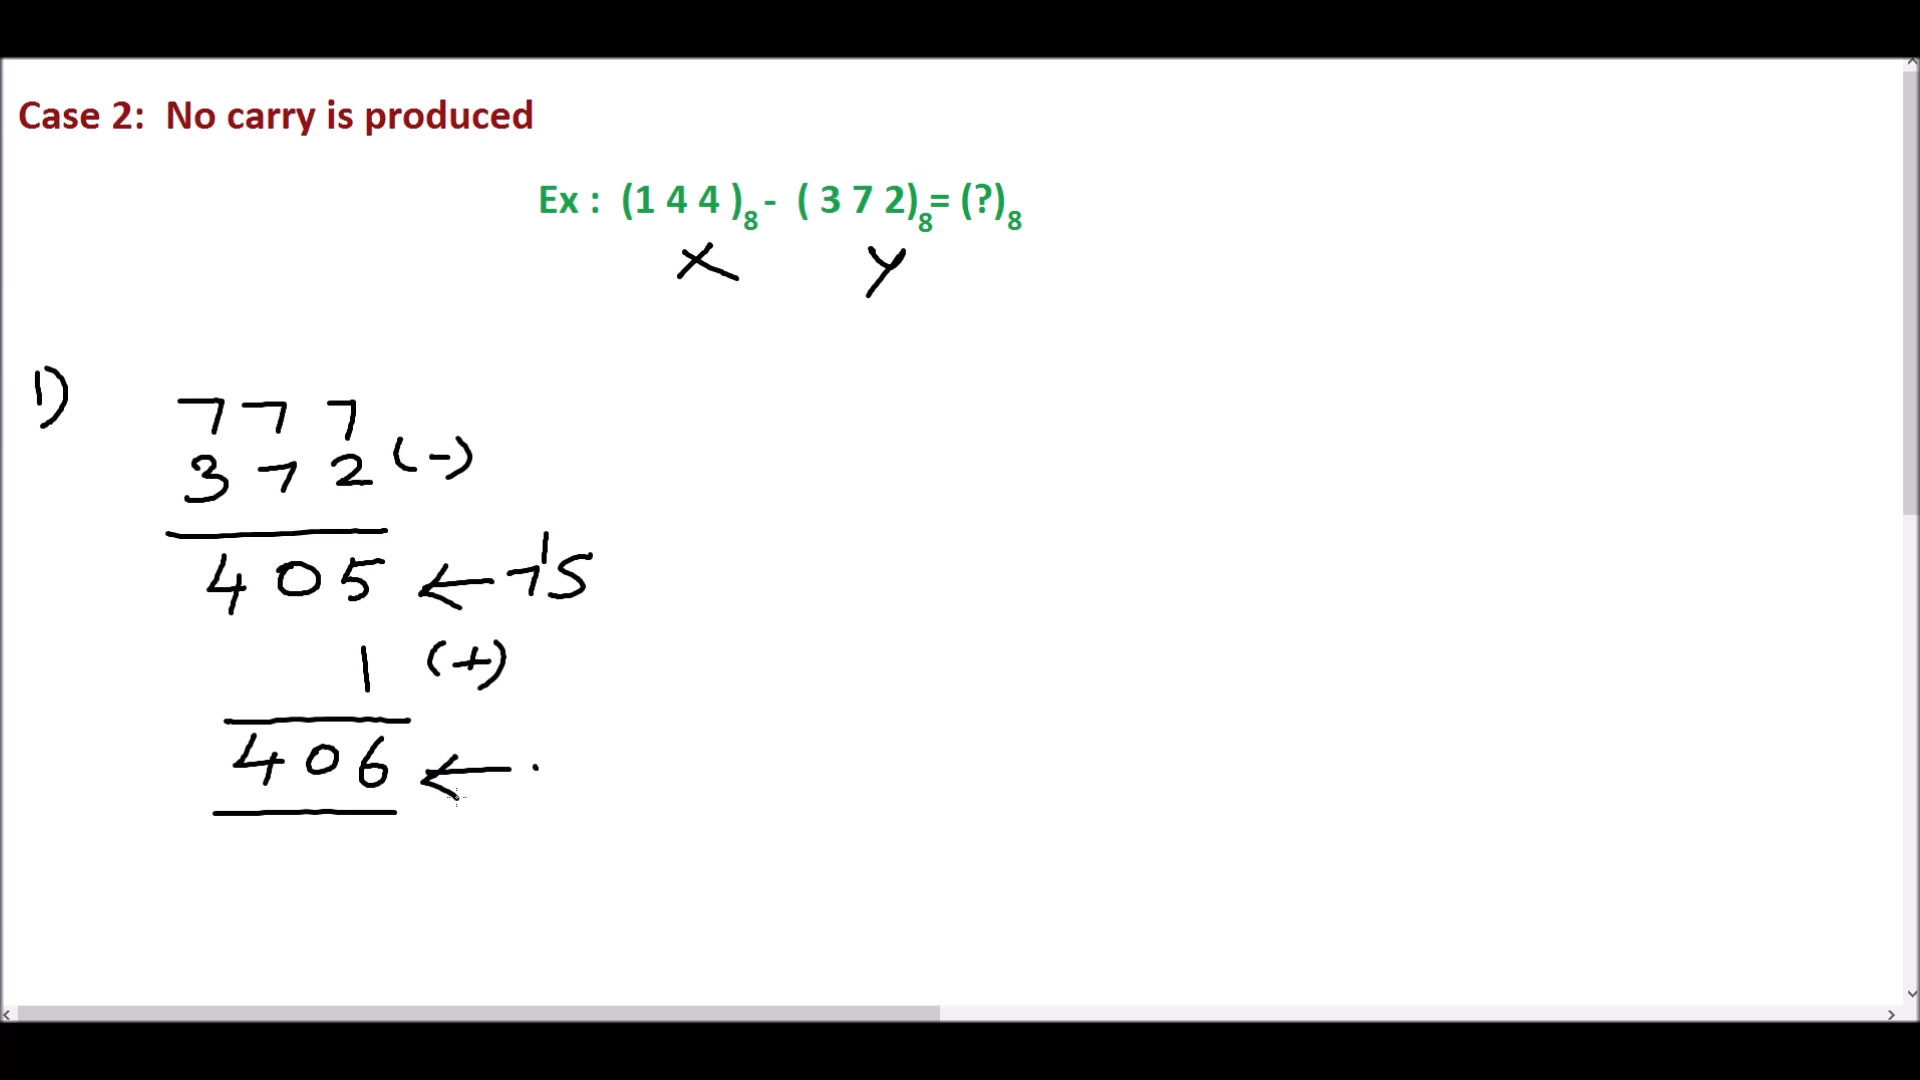 Case 2: No carry is produced
Ex : (1 4 4 )8 - ( 3 7 2)8= (?)8
X y
1) 7 7 7
3 7 2 (-)
4 0 5 ← 7's
1 (+)
4 0 6 ← .